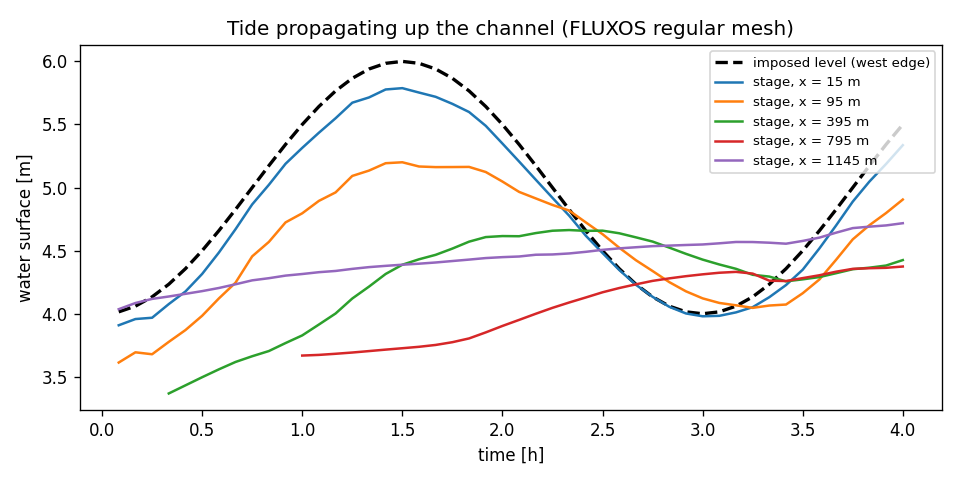 Tide propagating up the channel (FLUXOS regular mesh)
imposed level (west edge)
stage, x = 15 m
stage, x = 95 m
stage, x = 395 m
stage, x = 795 m
stage, x = 1145 m
water surface [m]
6.0
5.5
5.0
4.5
4.0
3.5
0.0 0.5 1.0 1.5 2.0 2.5 3.0 3.5 4.0
time [h]